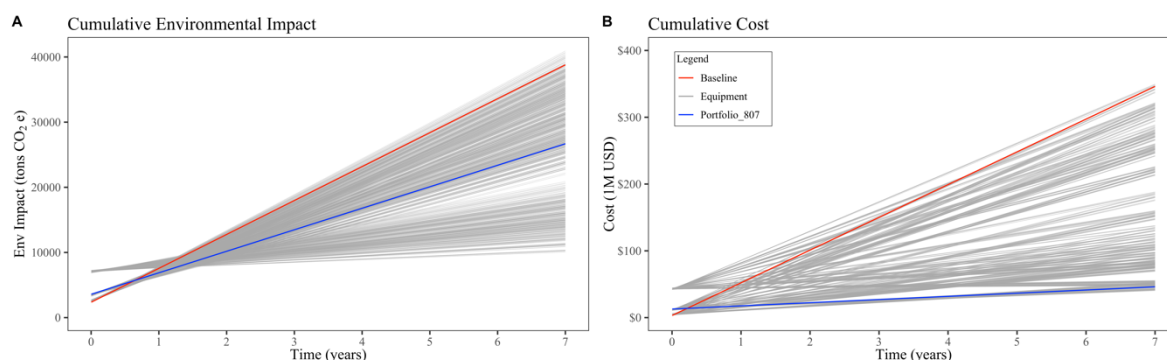 A Cumulative Environmental Impact
40000
30000
20000
10000
0
Env Impact (tons CO₂ e)
0 1 2 3 4 5 6 7
Time (years)
B Cumulative Cost
$400
$300
$200
$100
$0
Cost (1M USD)
Legend
Baseline
Equipment
Portfolio_807
0 1 2 3 4 5 6 7
Time (years)